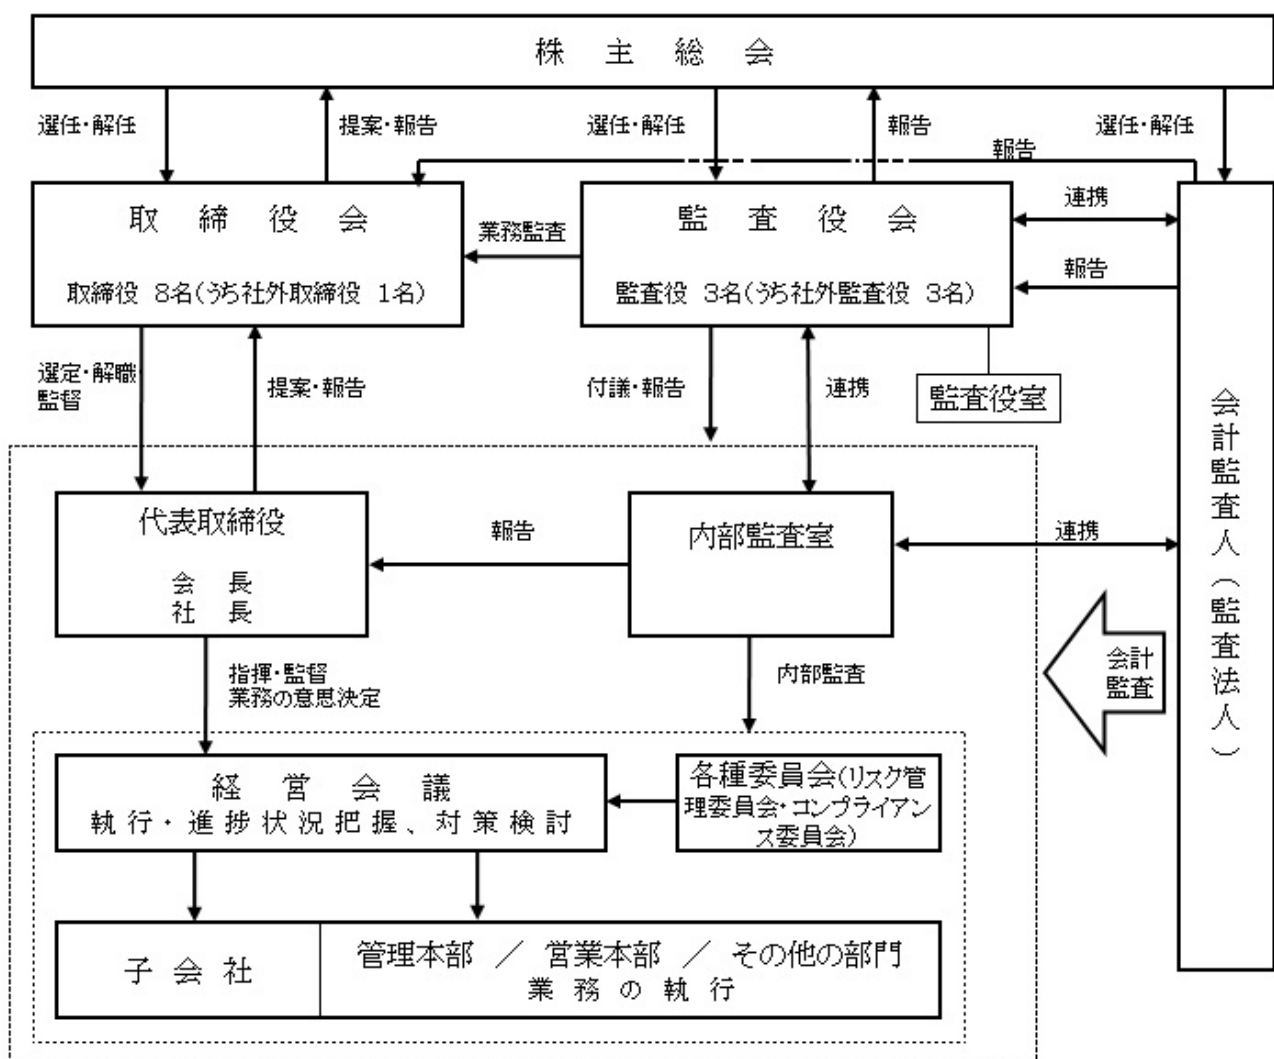 株主総会
選任・解任
提案・報告
選任・解任
報告
選任・解任
報告
取締役会
取締役 8名(うち社外取締役 1名)
業務監査
監査役会
監査役 3名(うち社外監査役 3名)
連携
報告
選定・解職
監督
提案・報告
付議・報告
連携
監査役室
会計監査人(監査法人)
代表取締役
会長
社長
報告
内部監査室
連携
指揮・監督
業務の意思決定
内部監査
会計
監査
経営会議
執行・進捗状況把握、対策検討
各種委員会(リスク管
理委員会・コンプライアン
ス委員会)
子会社
管理本部 ／ 営業本部 ／ その他の部門
業務の執行